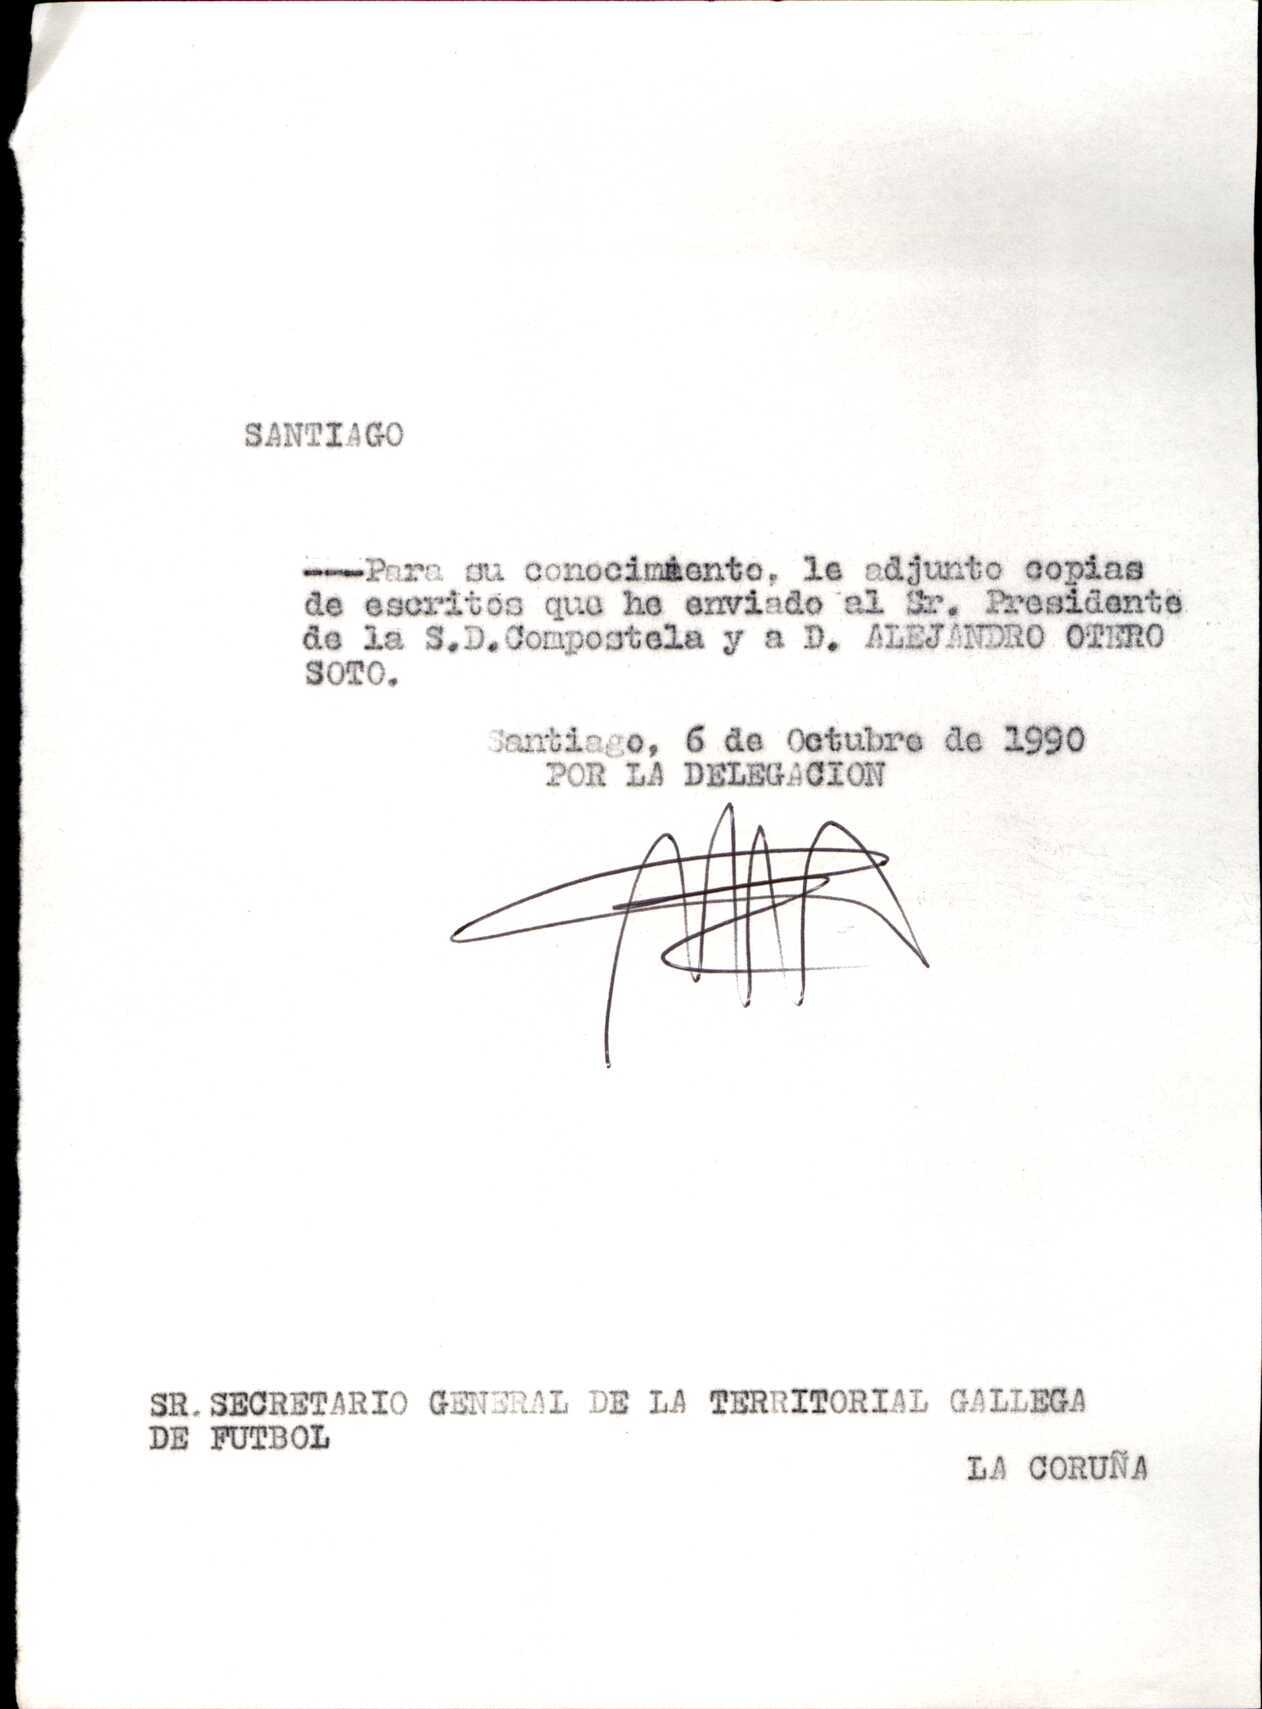 SANTIAGO
----Para su conocimiento, le adjunto copias
de escritos que he enviado al Sr. Presidente
de la S.D.Compostela y a D. ALEJANDRO OTERO
SOTO.
Santiago, 6 de Octubre de 1990
POR LA DELEGACION
SR. SECRETARIO GENERAL DE LA TERRITORIAL GALLEGA
DE FUTBOL
LA CORUÑA